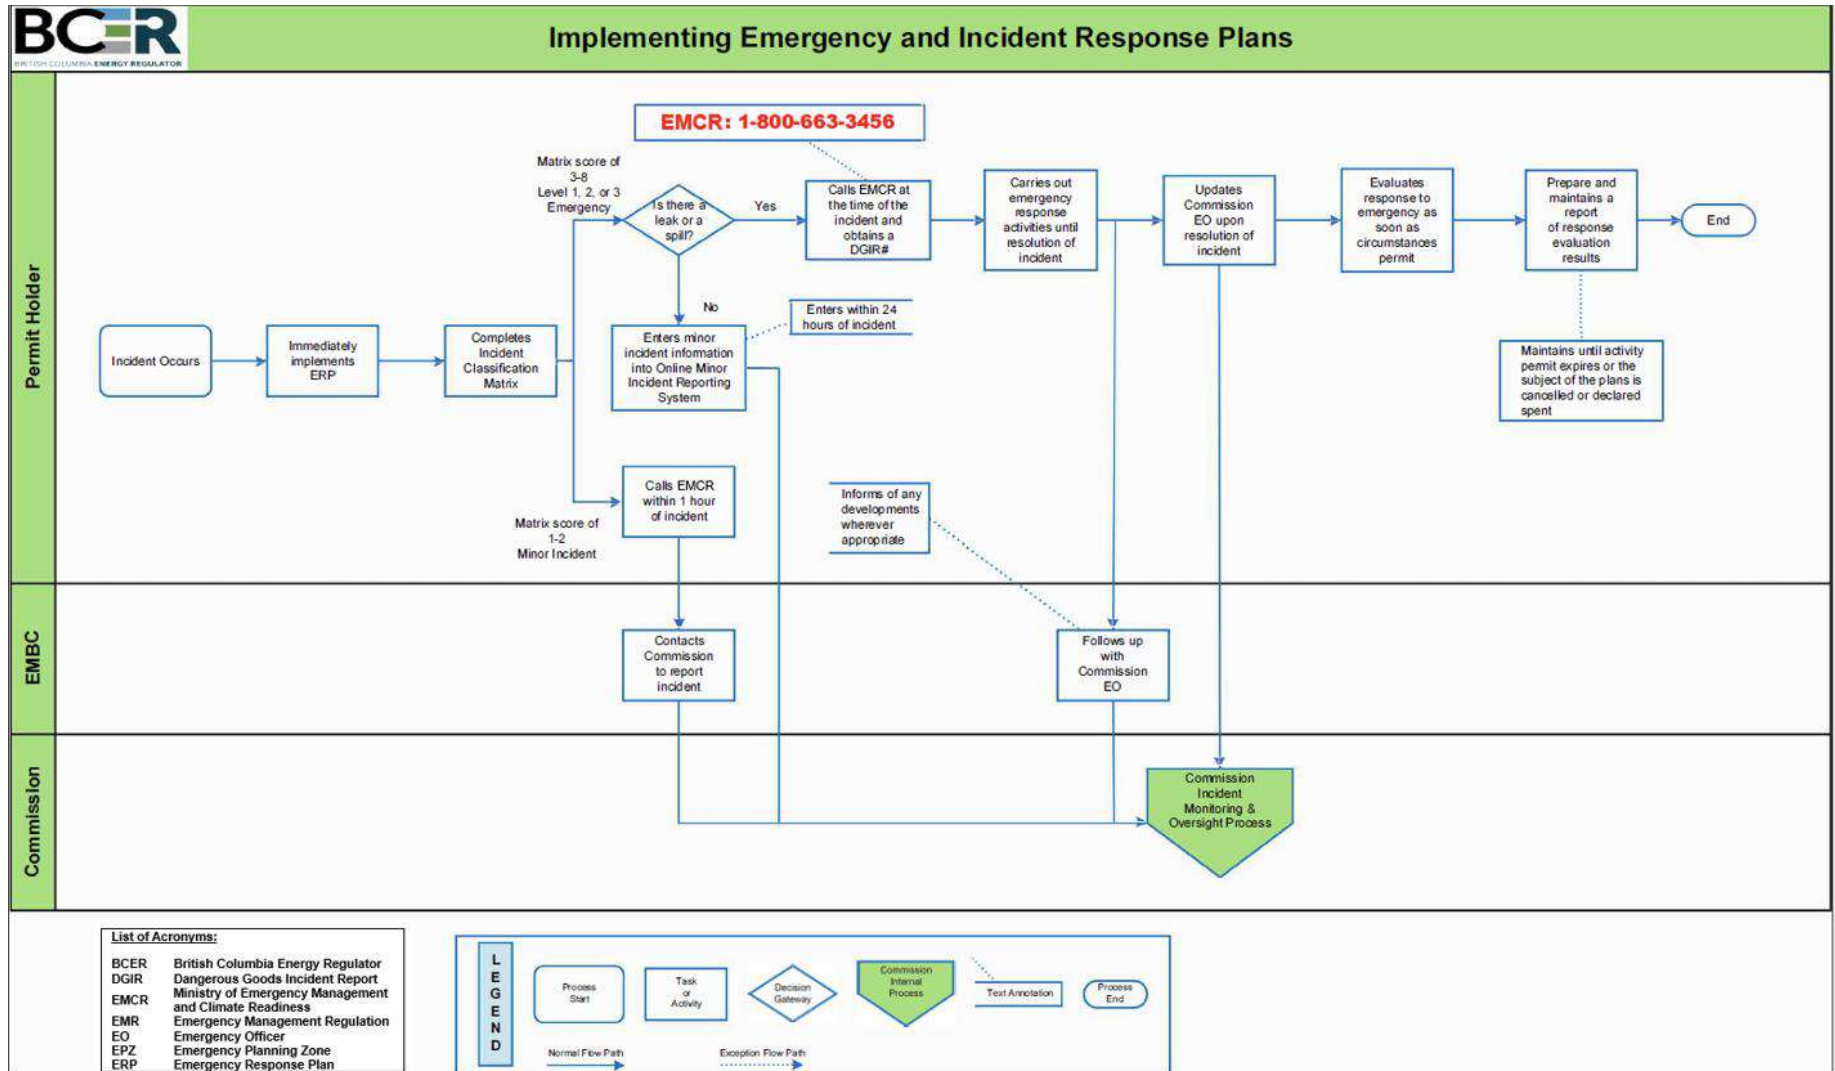 BCER
BRITISH COLUMBIA ENERGY REGULATOR
Implementing Emergency and Incident Response Plans
Permit Holder
EMCR: 1-800-663-3456
Matrix score of
3-8
Level 1, 2, or 3
Emergency
Is there a
leak or a
spill?
Yes
Calls EMCR at
the time of the
incident and
obtains a
DGIR#
Carries out
emergency
response
activities until
resolution of
incident
Updates
Commission
EO upon
resolution of
incident
Evaluates
response to
emergency as
soon as
circumstances
permit
Prepare and
maintains a
report
of response
evaluation
results
End
No
Enters within 24
hours of incident
Incident Occurs
Immediately
implements
ERP
Completes
Incident
Classification
Matrix
Enters minor
incident information
into Online Minor
Incident Reporting
System
Maintains until activity
permit expires or the
subject of the plans is
cancelled or declared
spent
Calls EMCR
within 1 hour
of incident
Matrix score of
1-2
Minor Incident
Informs of any
developments
wherever
appropriate
EMBC
Contacts
Commission
to report
incident
Follows up
with
Commission
EO
Commission
Commission
Incident
Monitoring &
Oversight Process
List of Acronyms:
BCER British Columbia Energy Regulator
DGIR Dangerous Goods Incident Report
EMCR Ministry of Emergency Management
and Climate Readiness
EMR Emergency Management Regulation
EO Emergency Officer
EPZ Emergency Planning Zone
ERP Emergency Response Plan
LEGEND
Process
Start
Task
or
Activity
Decision
Gateway
Commission
Internal
Process
Text Annotation
Process
End
Normal Flow Path
Exception Flow Path